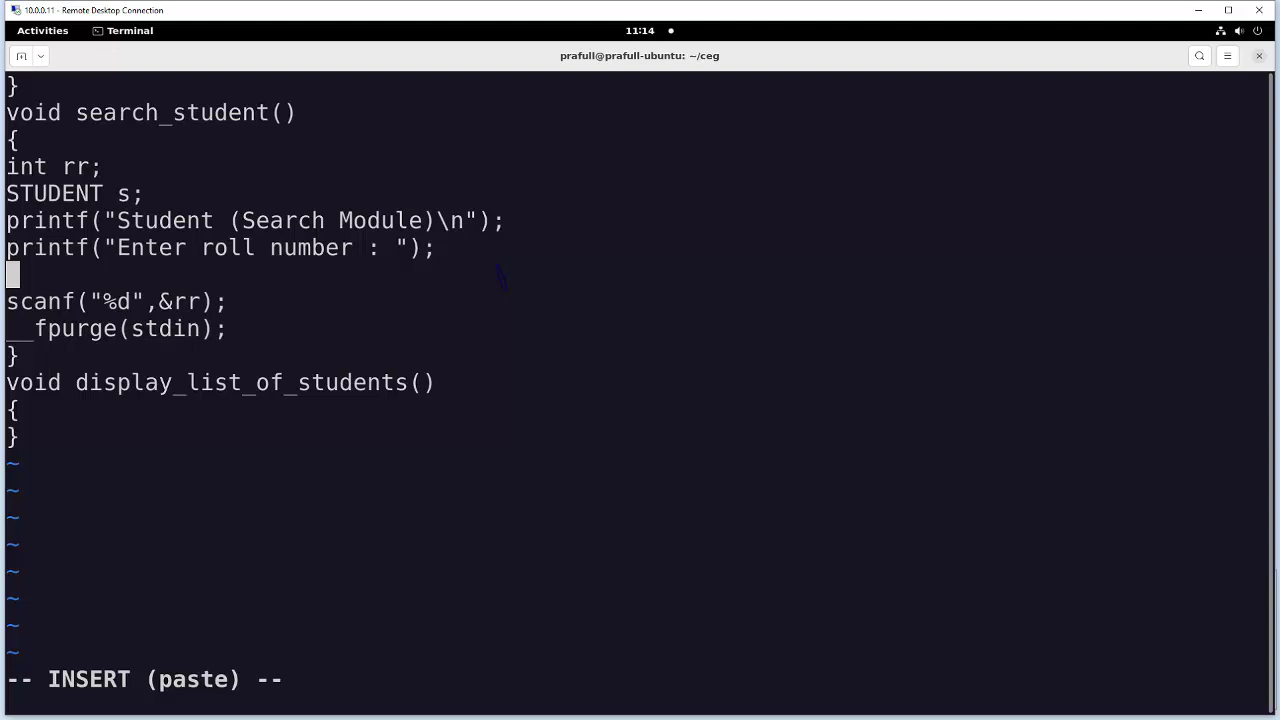 10.0.0.11 - Remote Desktop Connection
Activities
Terminal
11:14
prafull@prafull-ubuntu: ~/ceg
}
void search_student()
{
int rr;
STUDENT s;
printf("Student (Search Module)\n");
printf("Enter roll number : ");
scanf("%d",&rr);
__fpurge(stdin);
}
void display_list_of_students()
{
}
~
~
~
~
~
~
~
~
-- INSERT (paste) --